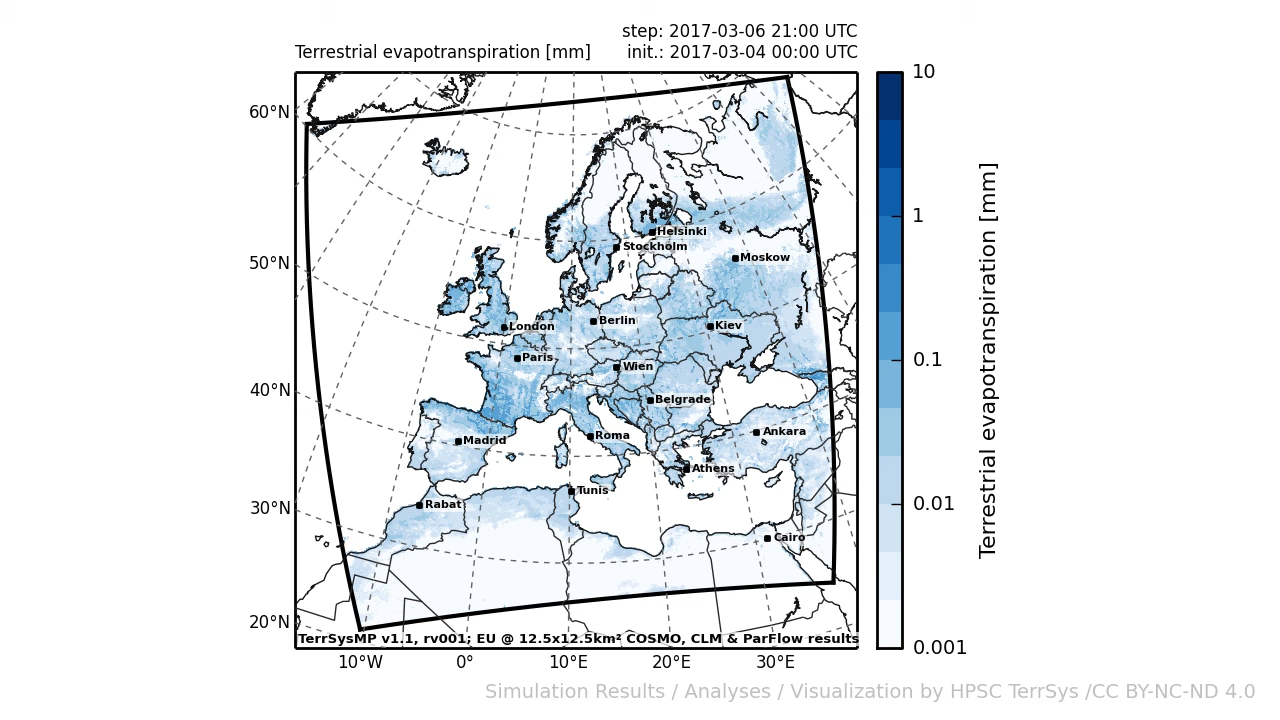 step: 2017-03-06 21:00 UTC
Terrestrial evapotranspiration [mm] init.: 2017-03-04 00:00 UTC
10
60°N
Helsinki
1
Stockholm
Moskow
50°N
London
Berlin
Kiev
Paris
0.1
Wien
40°N
Belgrade
Ankara
Roma
Madrid
Athens
Tunis
Rabat
0.01
30°N
Cairo
Terrestrial evapotranspiration [mm]
20°N
TerrSysMP v1.1, rv001; EU @ 12.5x12.5km² COSMO, CLM & ParFlow results
0.001
10°W 0° 10°E 20°E 30°E
Simulation Results / Analyses / Visualization by HPSC TerrSys /CC BY-NC-ND 4.0